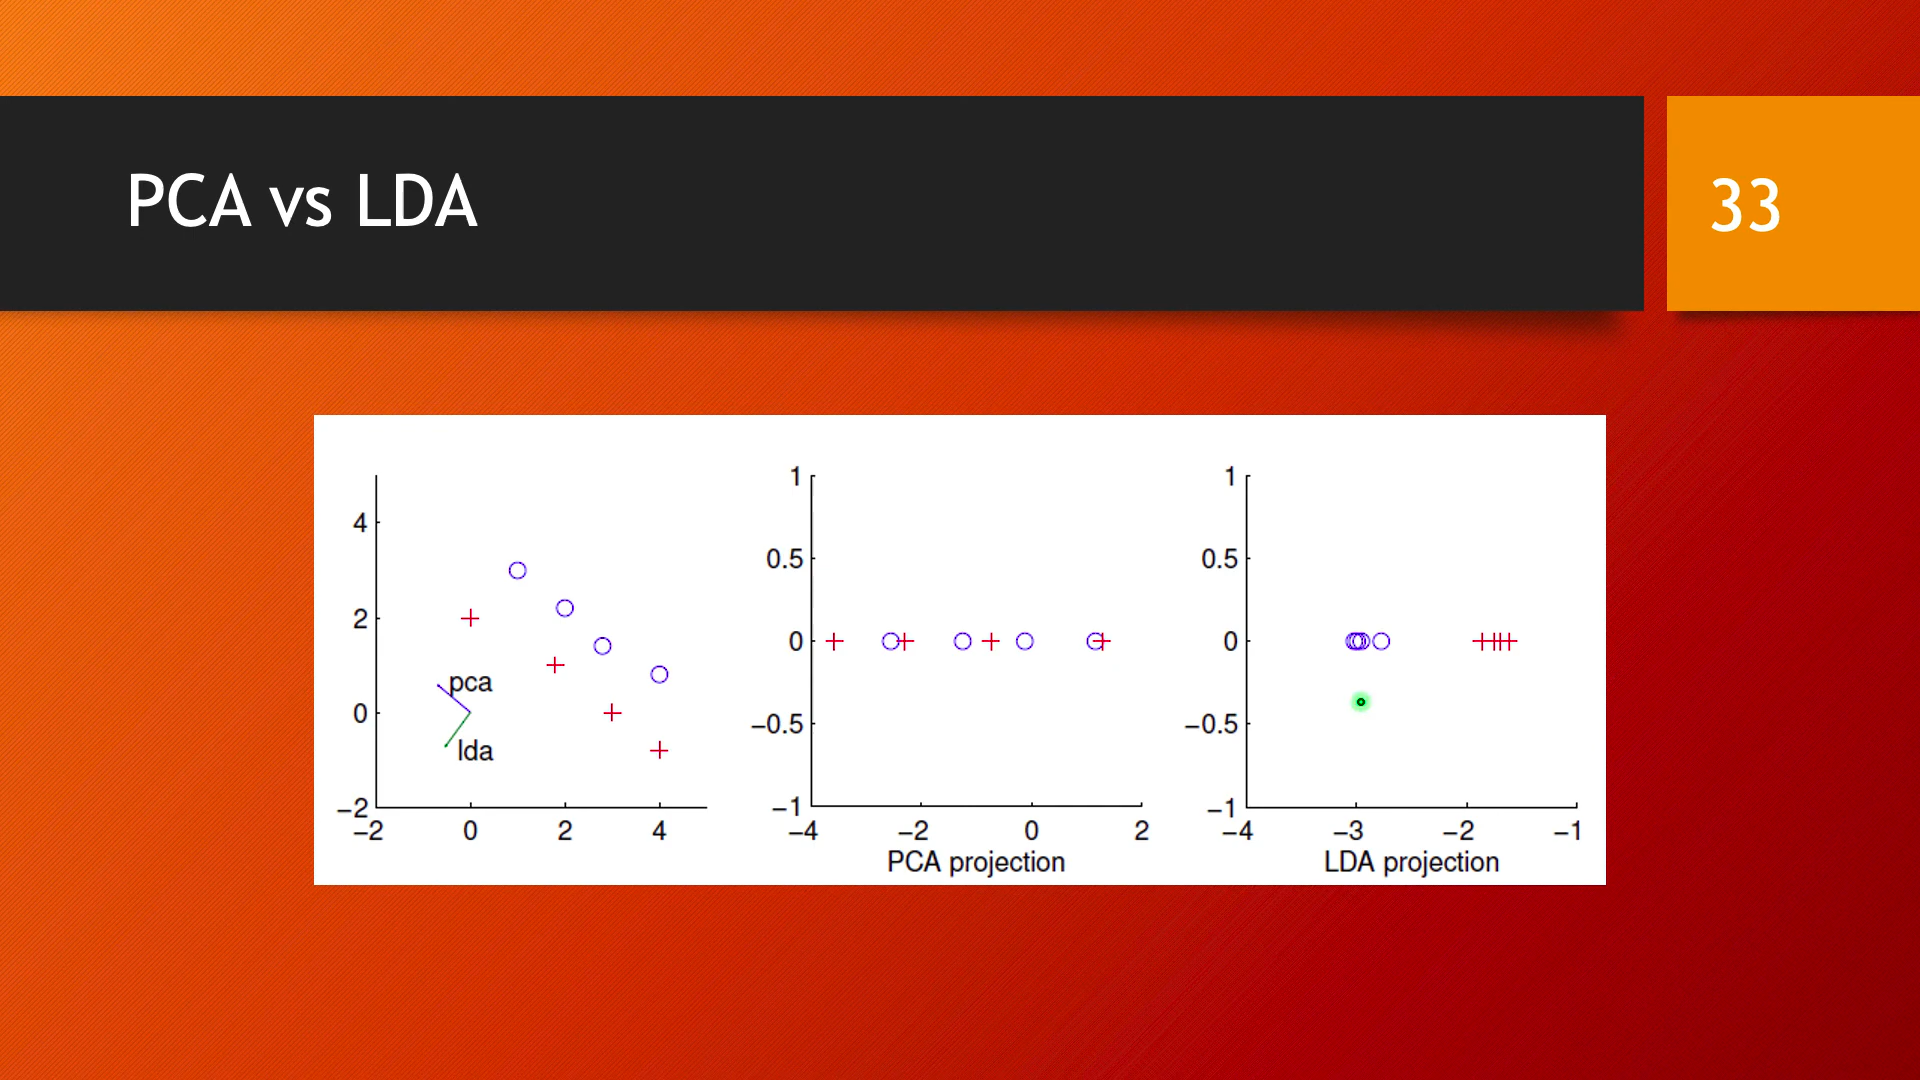 PCA vs LDA
33
4
2
0
−2
−2 0 2 4
pca
lda
1
0.5
0
−0.5
−1
−4 −2 0 2
PCA projection
1
0.5
0
−0.5
−1
−4 −3 −2 −1
LDA projection